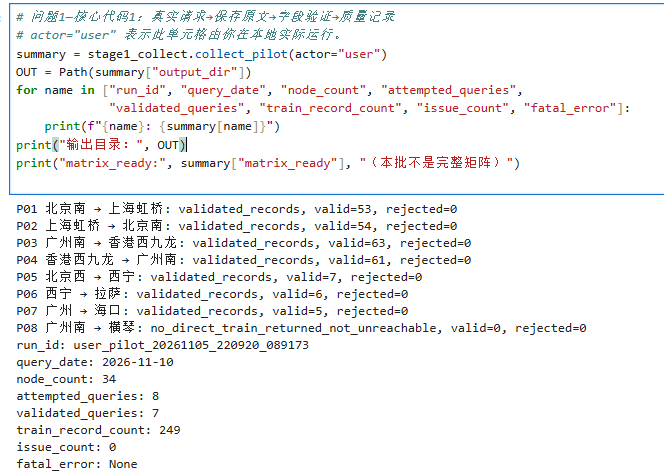 # 问题1—核心代码1：真实请求→保存原文→字段验证→质量记录
# actor="user" 表示此单元格由你在本地实际运行。
summary = stage1_collect.collect_pilot(actor="user")
OUT = Path(summary["output_dir"])
for name in ["run_id", "query_date", "node_count", "attempted_queries",
"validated_queries", "train_record_count", "issue_count", "fatal_error"]:
print(f"{name}: {summary[name]}")
print("输出目录：", OUT)
print("matrix_ready:", summary["matrix_ready"], "（本批不是完整矩阵）")
P01 北京南 → 上海虹桥: validated_records, valid=53, rejected=0
P02 上海虹桥 → 北京南: validated_records, valid=54, rejected=0
P03 广州南 → 香港西九龙: validated_records, valid=63, rejected=0
P04 香港西九龙 → 广州南: validated_records, valid=61, rejected=0
P05 北京西 → 西宁: validated_records, valid=7, rejected=0
P06 西宁 → 拉萨: validated_records, valid=6, rejected=0
P07 广州 → 海口: validated_records, valid=5, rejected=0
P08 广州南 → 横琴: no_direct_train_returned_not_unreachable, valid=0, rejected=0
run_id: user_pilot_20261105_220920_089173
query_date: 2026-11-10
node_count: 34
attempted_queries: 8
validated_queries: 7
train_record_count: 249
issue_count: 0
fatal_error: None